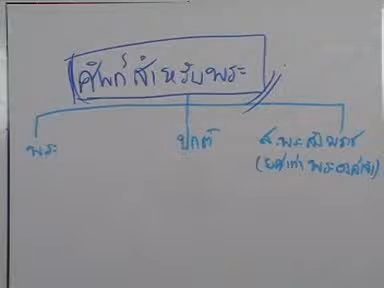 ศัพท์สำหรับพระ
พระ
ปกติ
ส.พระสังฆราช
(ยศเท่า พระองค์เจ้า)